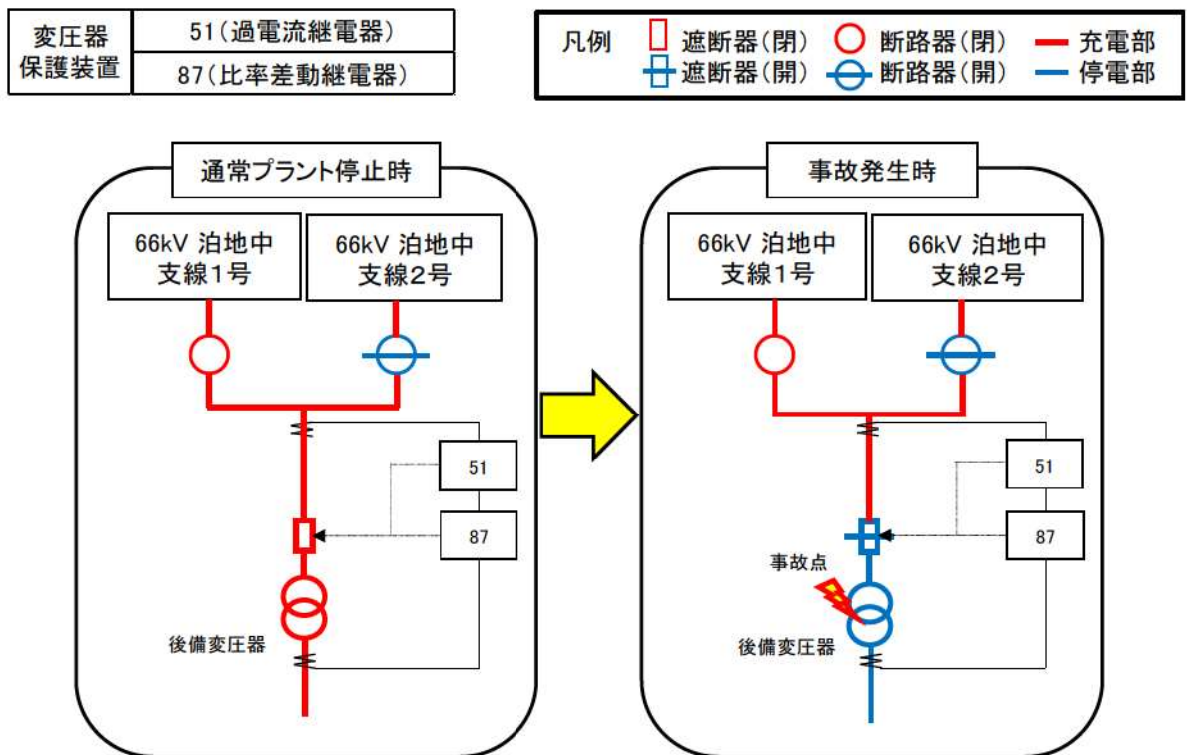 変圧器
保護装置
51(過電流継電器)
87(比率差動継電器)
凡例
遮断器(閉)
断路器(閉)
充電部
遮断器(開)
断路器(開)
停電部
通常プラント停止時
66kV 泊地中
支線1号
66kV 泊地中
支線2号
51
87
後備変圧器
事故発生時
66kV 泊地中
支線1号
66kV 泊地中
支線2号
51
87
事故点
後備変圧器